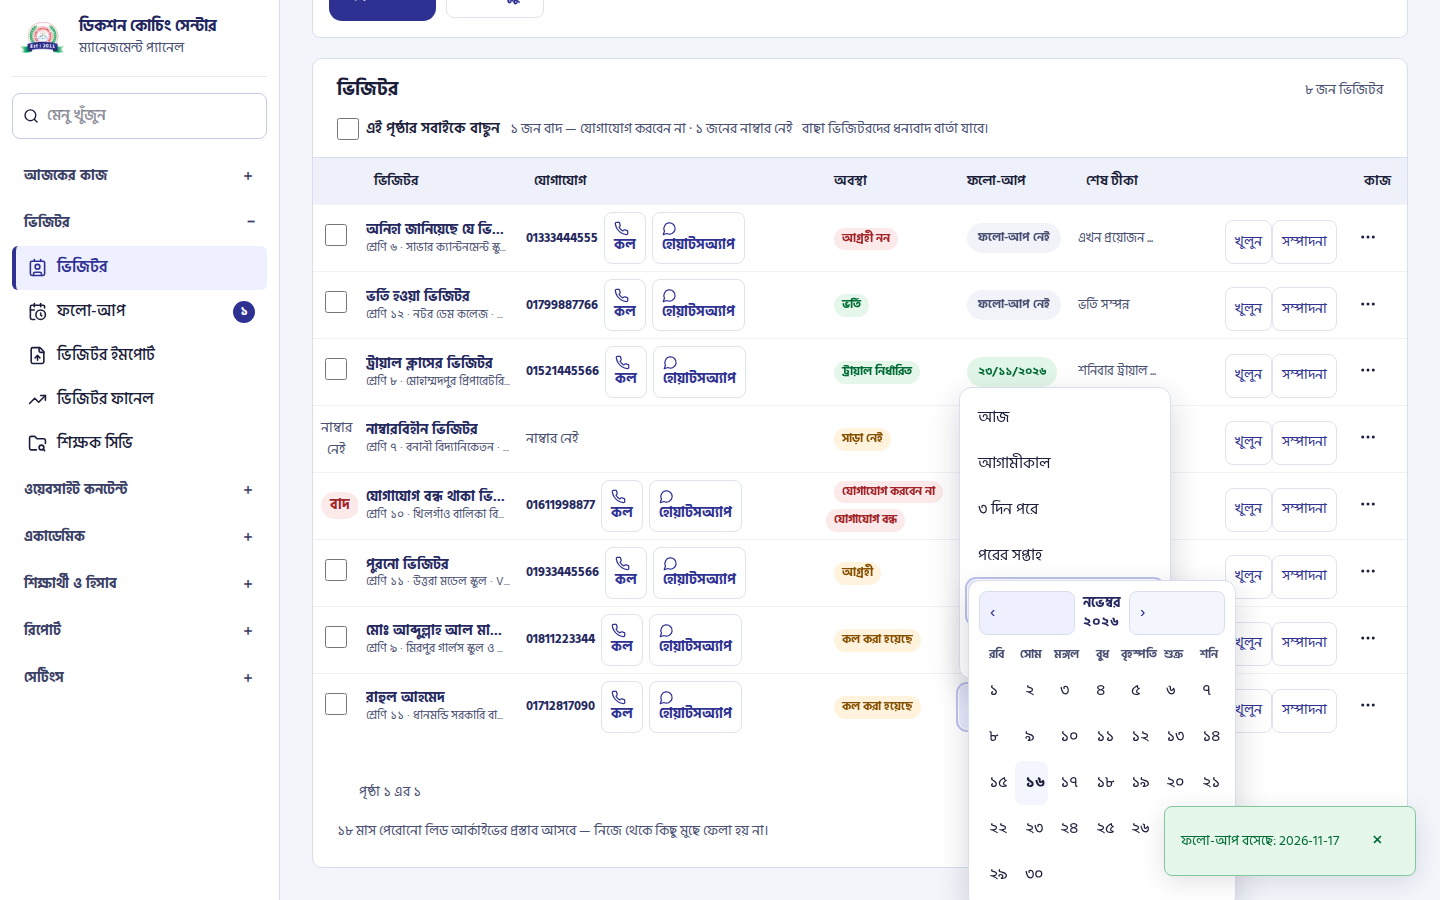 ডিকশন কোচিং সেন্টার
ম্যানেজমেন্ট প্যানেল
Est : 2011
মেনু খুঁজুন
আজকের কাজ +
ভিজিটর −
ভিজিটর
ফলো-আপ ১
ভিজিটর ইমপোর্ট
ভিজিটর ফানেল
শিক্ষক সিভি
ওয়েবসাইট কনটেন্ট +
একাডেমিক +
শিক্ষার্থী ও হিসাব +
রিপোর্ট +
সেটিংস +
ভিজিটর ৮ জন ভিজিটর
এই পৃষ্ঠার সবাইকে বাছুন ১ জন বাদ — যোগাযোগ করবেন না · ১ জনের নাম্বার নেই বাছা ভিজিটরদের ধন্যবাদ বার্তা যাবে।
ভিজিটর যোগাযোগ অবস্থা ফলো-আপ শেষ টীকা কাজ
অনিহা জানিয়েছে যে ভি...
শ্রেণি ৬ · সাভার ক্যান্টনমেন্ট স্কু...
01333444555 কল হোয়াটসঅ্যাপ আগ্রহী নন ফলো-আপ নেই এখন প্রয়োজন ... খুলুন সম্পাদনা ...
ভর্তি হওয়া ভিজিটর
শ্রেণি ১২ · নটর ডেম কলেজ · ...
01799887766 কল হোয়াটসঅ্যাপ ভর্তি ফলো-আপ নেই ভর্তি সম্পন্ন খুলুন সম্পাদনা ...
ট্রায়াল ক্লাসের ভিজিটর
শ্রেণি ৮ · মোহাম্মদপুর প্রিপারেটরি...
01521445566 কল হোয়াটসঅ্যাপ ট্রায়াল নির্ধারিত ২৩/১১/২০২৬ শনিবার ট্রায়াল ... খুলুন সম্পাদনা ...
নাম্বার নেই
নাম্বারবিহীন ভিজিটর
শ্রেণি ৭ · বনানী বিদ্যানিকেতন · ...
নাম্বার নেই সাড়া নেই খুলুন সম্পাদনা ...
বাদ
যোগাযোগ বন্ধ থাকা ভি...
শ্রেণি ১০ · খিলগাঁও বালিকা বি...
01611998877 কল হোয়াটসঅ্যাপ যোগাযোগ করবেন না
যোগাযোগ বন্ধ
খুলুন সম্পাদনা ...
পুরনো ভিজিটর
শ্রেণি ১১ · উত্তরা মডেল স্কুল · V...
01933445566 কল হোয়াটসঅ্যাপ আগ্রহী খুলুন সম্পাদনা ...
মোঃ আব্দুল্লাহ আল মা...
শ্রেণি ৯ · মিরপুর গার্লস স্কুল ও ...
01811223344 কল হোয়াটসঅ্যাপ কল করা হয়েছে খুলুন সম্পাদনা ...
রাহুল আহমেদ
শ্রেণি ১১ · ধানমন্ডি সরকারি বা...
01712817090 কল হোয়াটসঅ্যাপ কল করা হয়েছে খুলুন সম্পাদনা ...
আজ
আগামীকাল
৩ দিন পরে
পরের সপ্তাহ
‹ নভেম্বর ২০২৬ ›
রবি সোম মঙ্গল বুধ বৃহস্পতি শুক্র শনি
১ ২ ৩ ৪ ৫ ৬ ৭
৮ ৯ ১০ ১১ ১২ ১৩ ১৪
১৫ ১৬ ১৭ ১৮ ১৯ ২০ ২১
২২ ২৩ ২৪ ২৫ ২৬
২৯ ৩০
পৃষ্ঠা ১ এর ১
১৮ মাস পেরোনো লিড আর্কাইভের প্রস্তাব আসবে — নিজে থেকে কিছু মুছে ফেলা হয় না।
ফলো-আপ বসেছে: 2026-11-17 ×